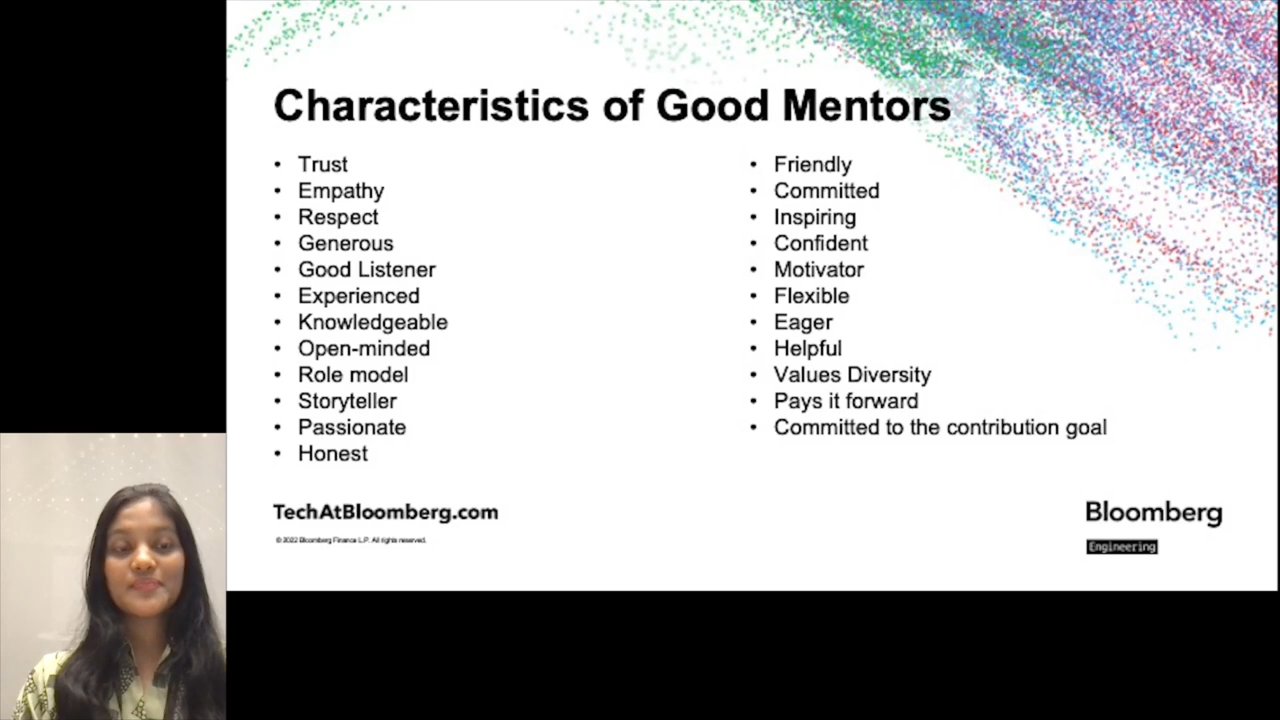 Characteristics of Good Mentors
• Trust
• Empathy
• Respect
• Generous
• Good Listener
• Experienced
• Knowledgeable
• Open-minded
• Role model
• Storyteller
• Passionate
• Honest
• Friendly
• Committed
• Inspiring
• Confident
• Motivator
• Flexible
• Eager
• Helpful
• Values Diversity
• Pays it forward
• Committed to the contribution goal
TechAtBloomberg.com
© 2022 Bloomberg Finance L.P. All rights reserved.
Bloomberg
Engineering